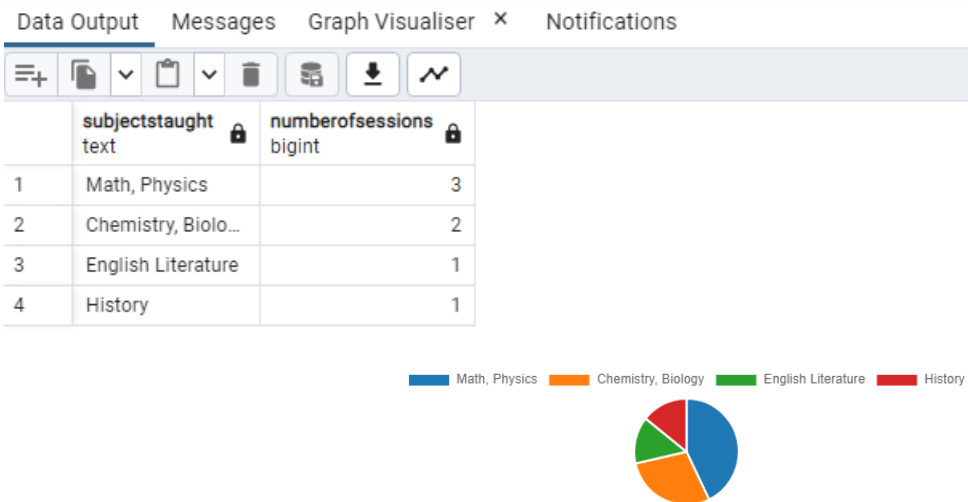 Data Output Messages Graph Visualiser × Notifications
subjectstaught numberofsessions
text bigint
1 Math, Physics 3
2 Chemistry, Biolo... 2
3 English Literature 1
4 History 1
Math, Physics Chemistry, Biology English Literature History